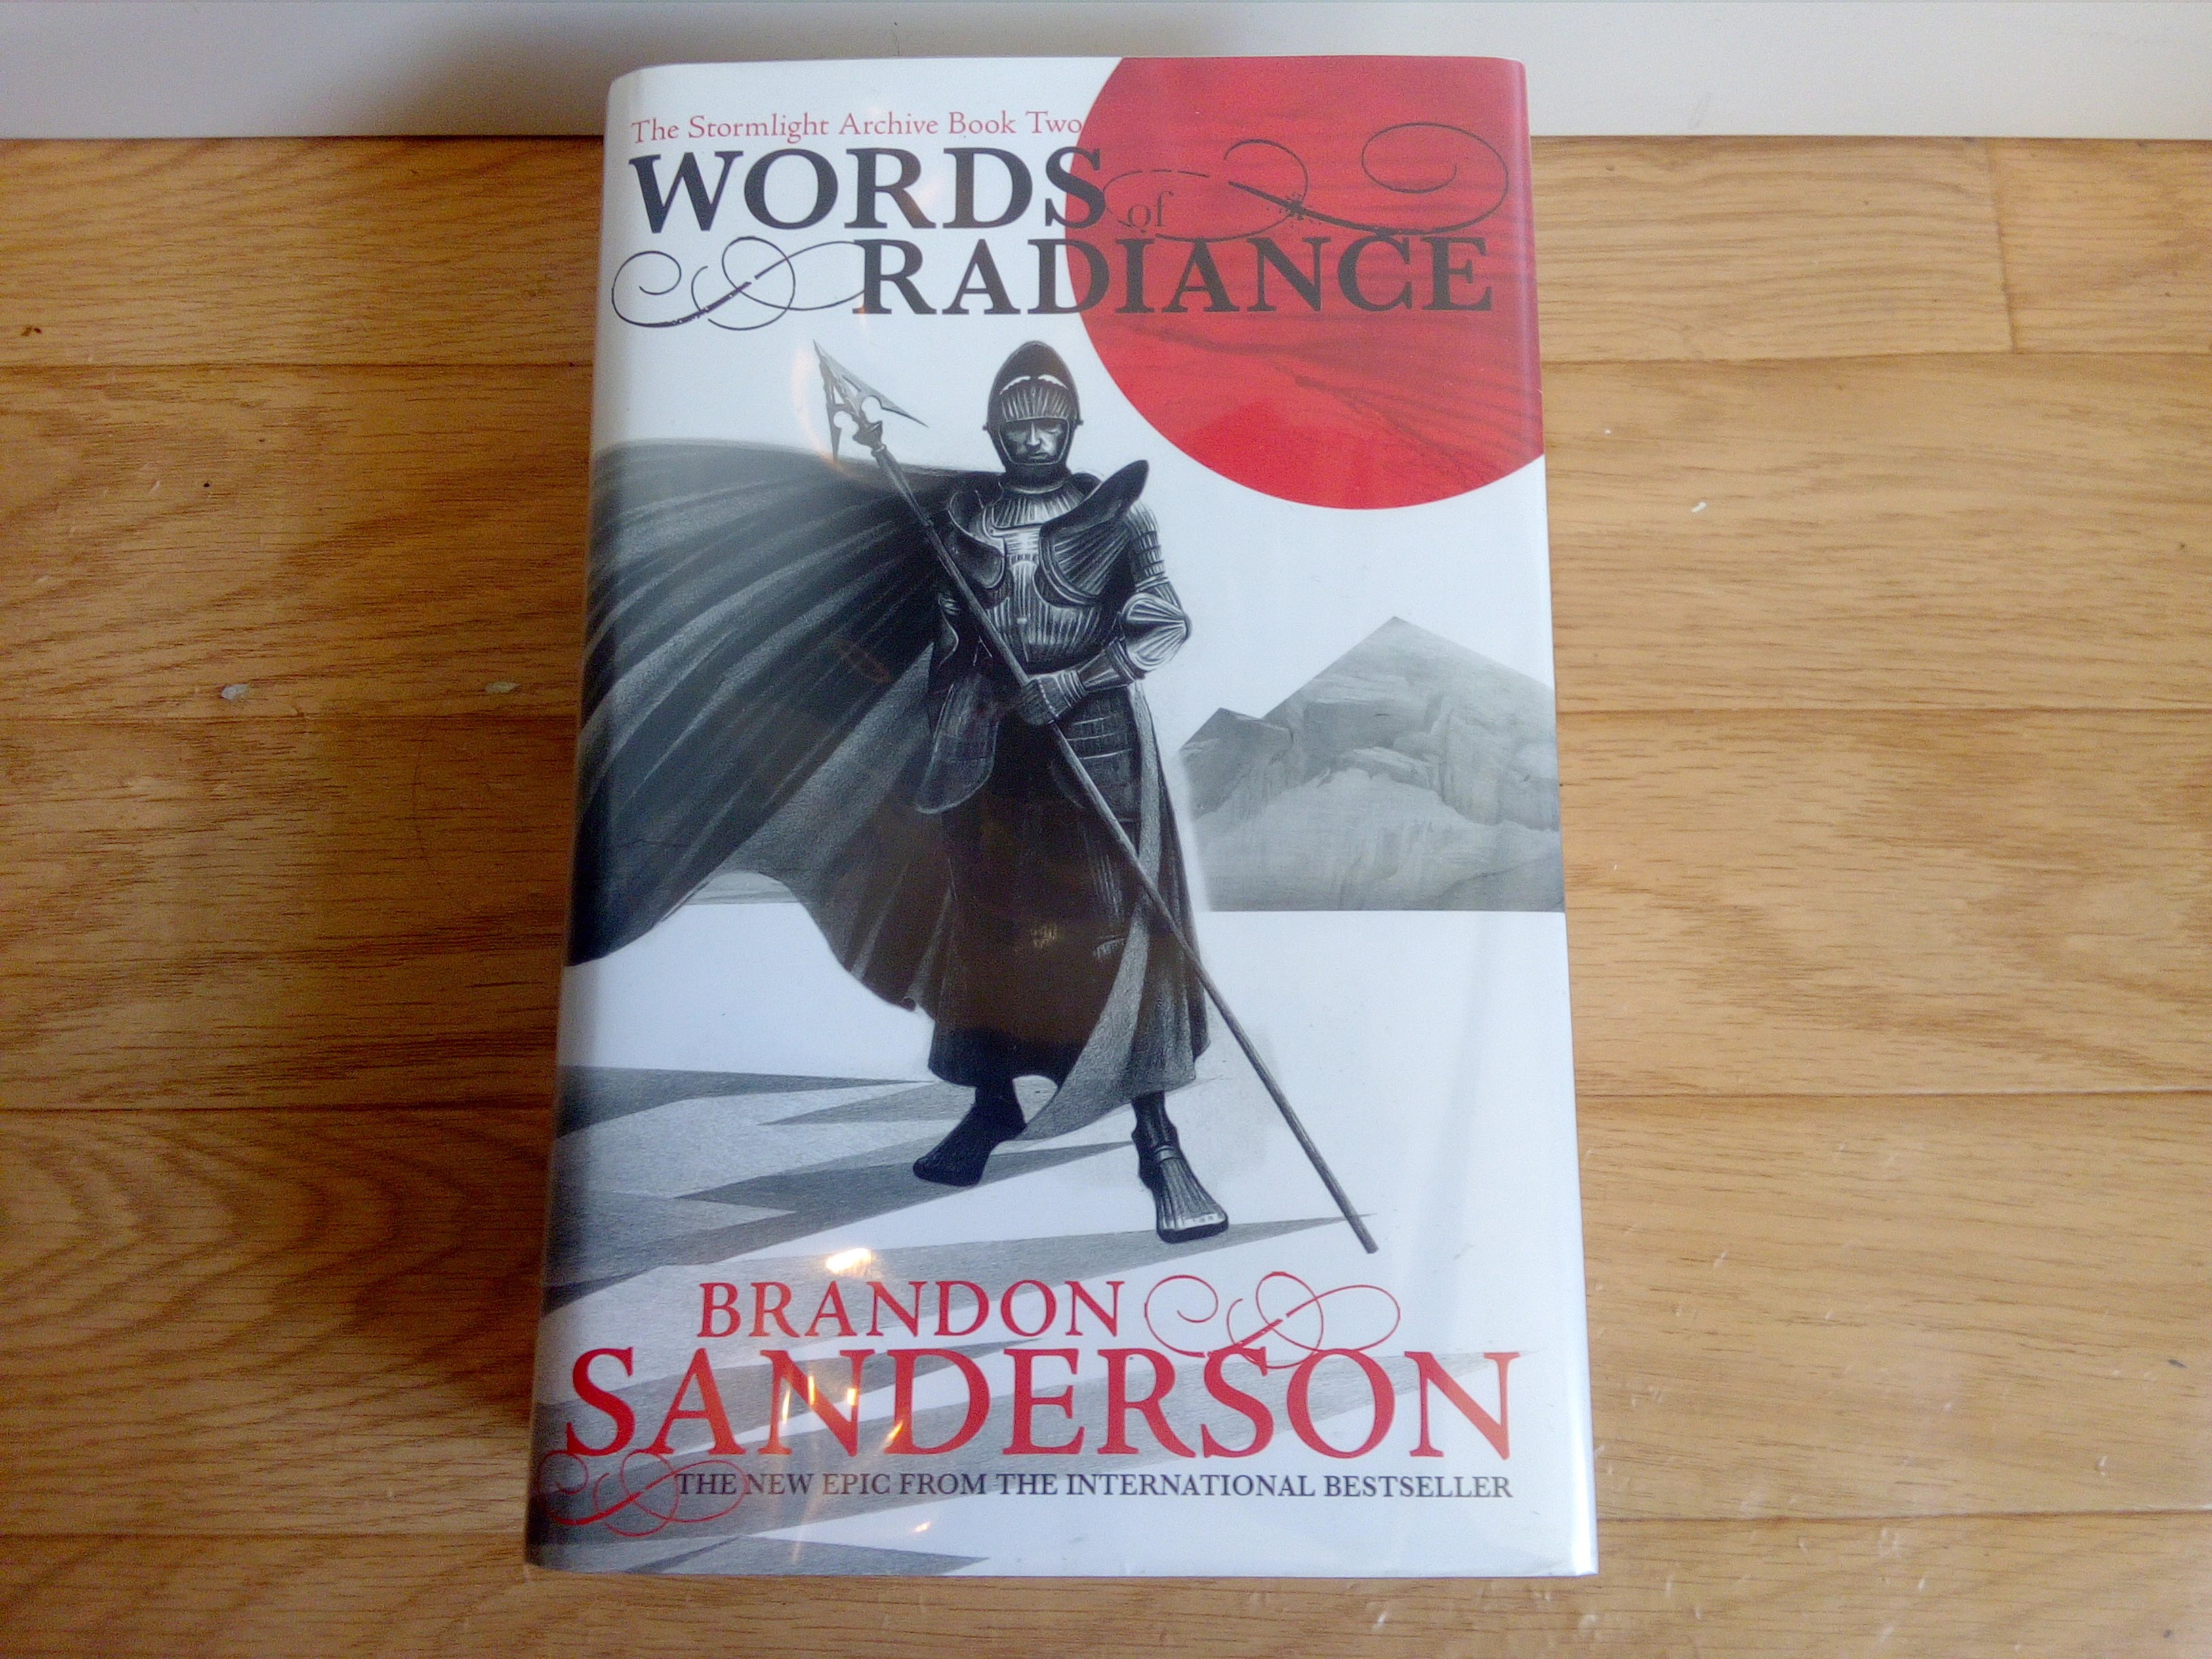 The Stormlight Archive Book Two
WORDS of
RADIANCE
BRANDON
SANDERSON
THE NEW EPIC FROM THE INTERNATIONAL BESTSELLER